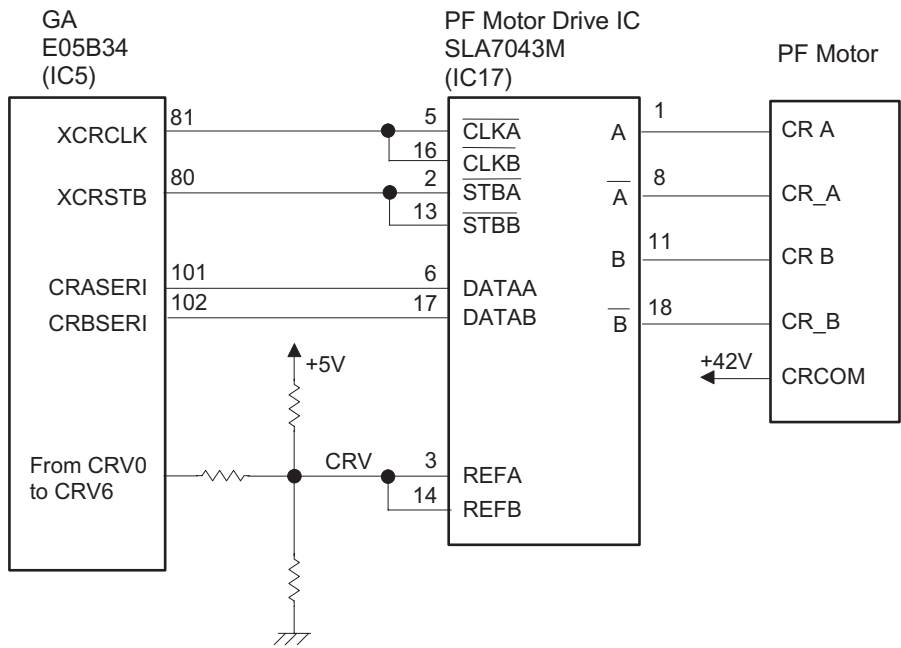 GA
E05B34
(IC5)
PF Motor Drive IC
SLA7043M
(IC17)
PF Motor
XCRCLK 81 5 CLKA A 1 CR A
16 CLKB
XCRSTB 80 2 STBA A 8 CR_A
13 STBB
B 11 CR B
CRASERI 101 6 DATAA
CRBSERI 102 17 DATAB B 18 CR_B
+5V
+42V CRCOM
From CRV0
to CRV6
CRV 3 REFA
14 REFB